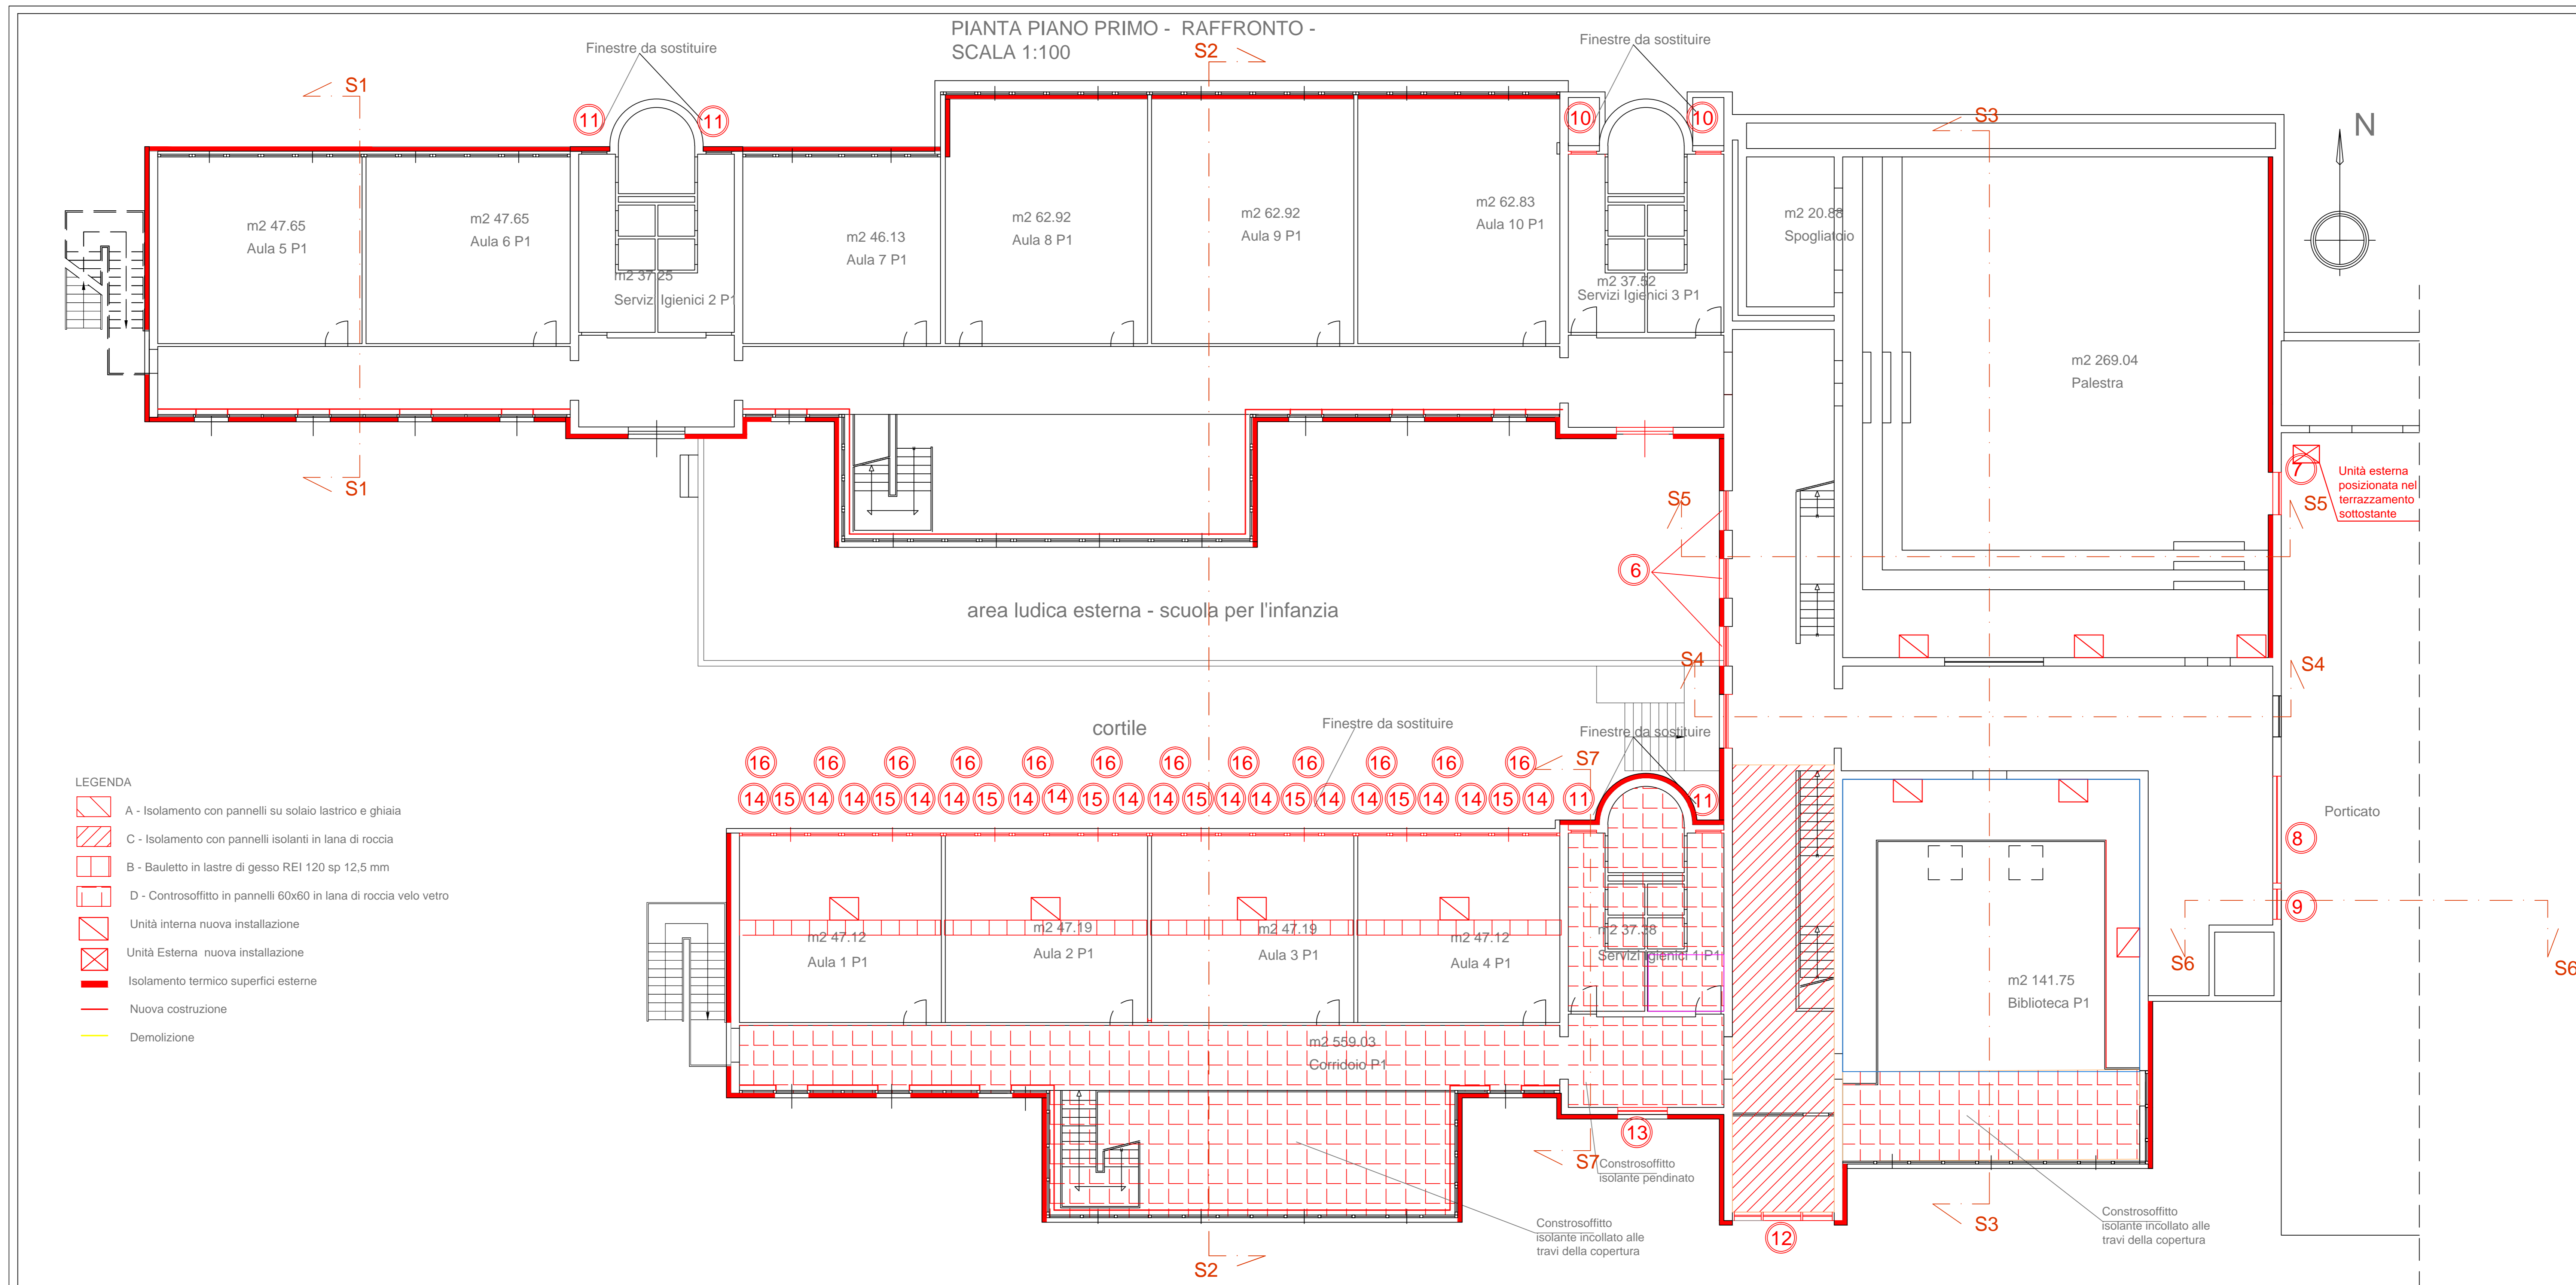 PIANTA PIANO PRIMO - RAFFRONTO -
SCALA 1:100
Finestre da sostituire
Finestre da sostituire
S1
S2
S3
N
11
11
10
10
m2 47.65
Aula 5 P1
m2 47.65
Aula 6 P1
m2 37.25
Servizi Igienici 2 P1
m2 46.13
Aula 7 P1
m2 62.92
Aula 8 P1
m2 62.92
Aula 9 P1
m2 62.83
Aula 10 P1
m2 37.52
Servizi Igienici 3 P1
m2 20.88
Spogliatoio
m2 269.04
Palestra
7
Unità esterna
posizionata nel
terrazzamento
sottostante
S1
S5
S5
6
area ludica esterna - scuola per l'infanzia
S4
S4
cortile
Finestre da sostituire
Finestre da sostituire
S7
16 16 16 16 16 16 16 16 16 16 16 16
14 15 14 14 15 14 14 15 14 14 15 14 14 15 14 14 15 14 14 15 14 14 15 14 11 11
LEGENDA
A - Isolamento con pannelli su solaio lastrico e ghiaia
C - Isolamento con pannelli isolanti in lana di roccia
B - Bauletto in lastre di gesso REI 120 sp 12,5 mm
D - Controsoffitto in pannelli 60x60 in lana di roccia velo vetro
Unità interna nuova installazione
Unità Esterna nuova installazione
Isolamento termico superfici esterne
Nuova costruzione
Demolizione
Porticato
8
9
m2 47.12
Aula 1 P1
m2 47.19
Aula 2 P1
m2 47.19
Aula 3 P1
m2 47.12
Aula 4 P1
m2 37.38
Servizi Igienici 1 P1
S6
S6
m2 141.75
Biblioteca P1
m2 559.03
Corridoio P1
13
S7
Constrosoffitto
isolante pendinato
Constrosoffitto
isolante incollato alle
travi della copertura
12
S3
Constrosoffitto
isolante incollato alle
travi della copertura
S2